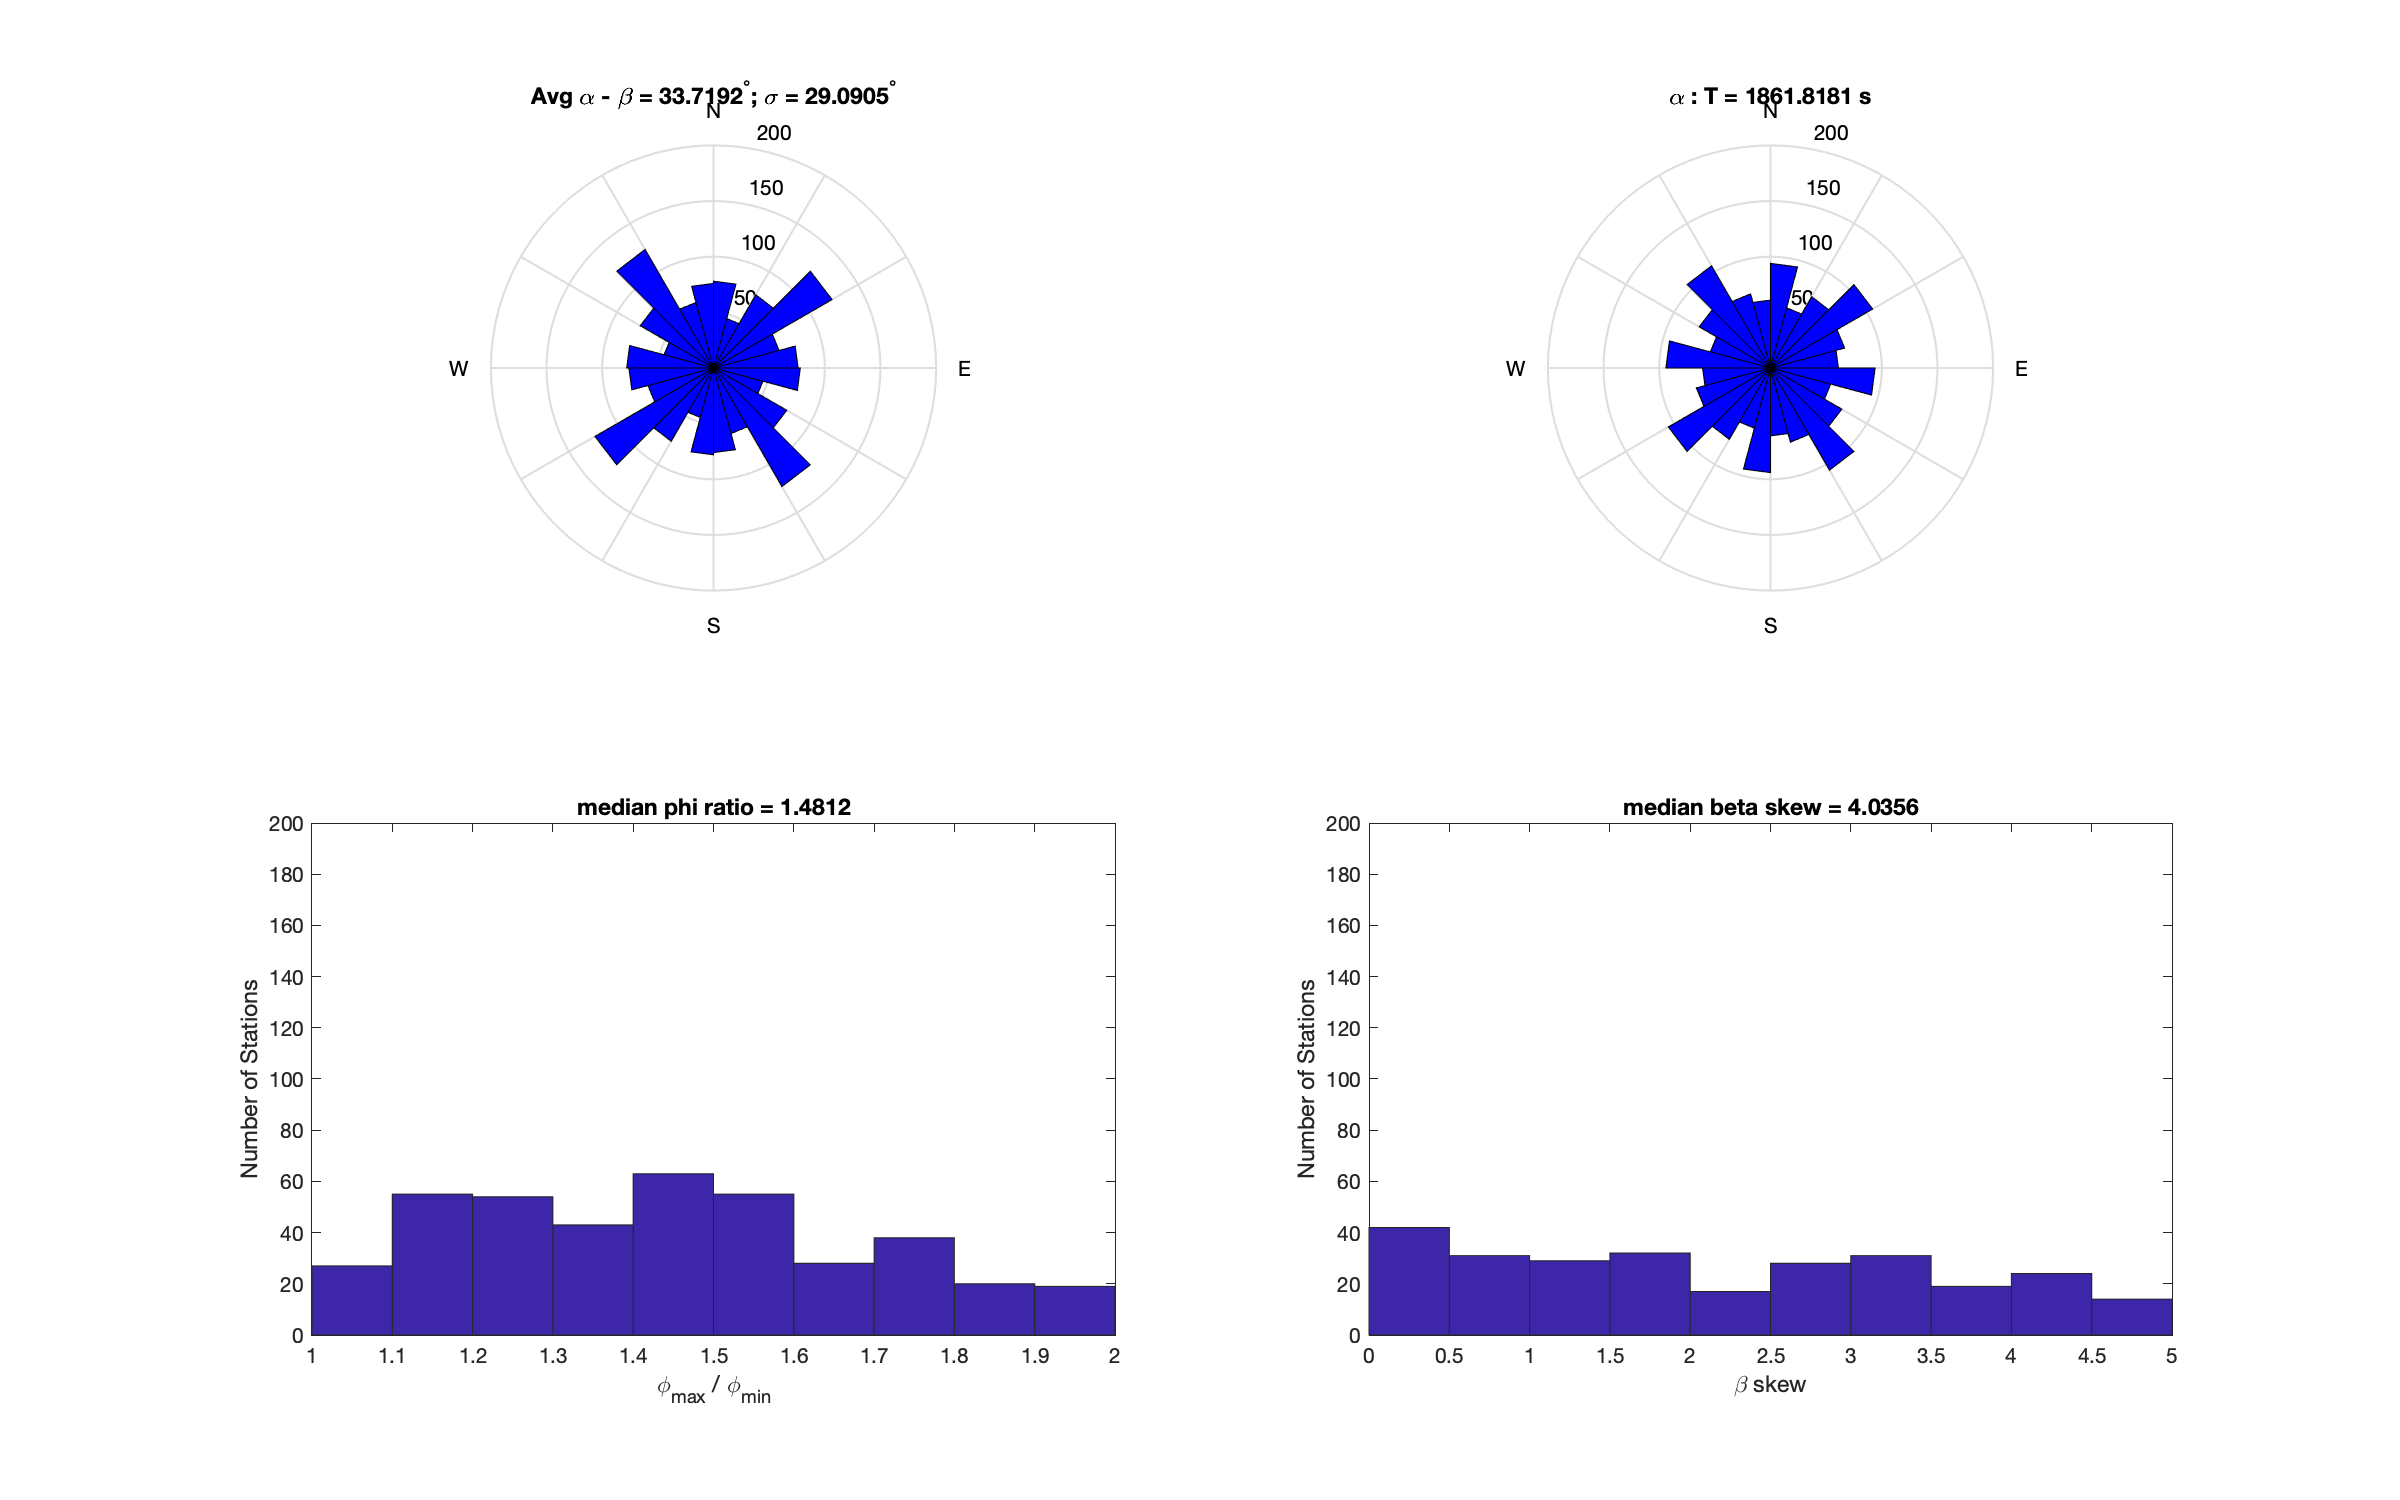 Avg α - β = 33.7192°; σ = 29.0905°
N
200
150
100
50
W
E
S
α : T = 1861.8181 s
N
200
150
100
50
W
E
S
median phi ratio = 1.4812
200
180
160
140
120
100
80
60
40
20
0
Number of Stations
1 1.1 1.2 1.3 1.4 1.5 1.6 1.7 1.8 1.9 2
ϕmax / ϕmin
median beta skew = 4.0356
200
180
160
140
120
100
80
60
40
20
0
Number of Stations
0 0.5 1 1.5 2 2.5 3 3.5 4 4.5 5
β skew